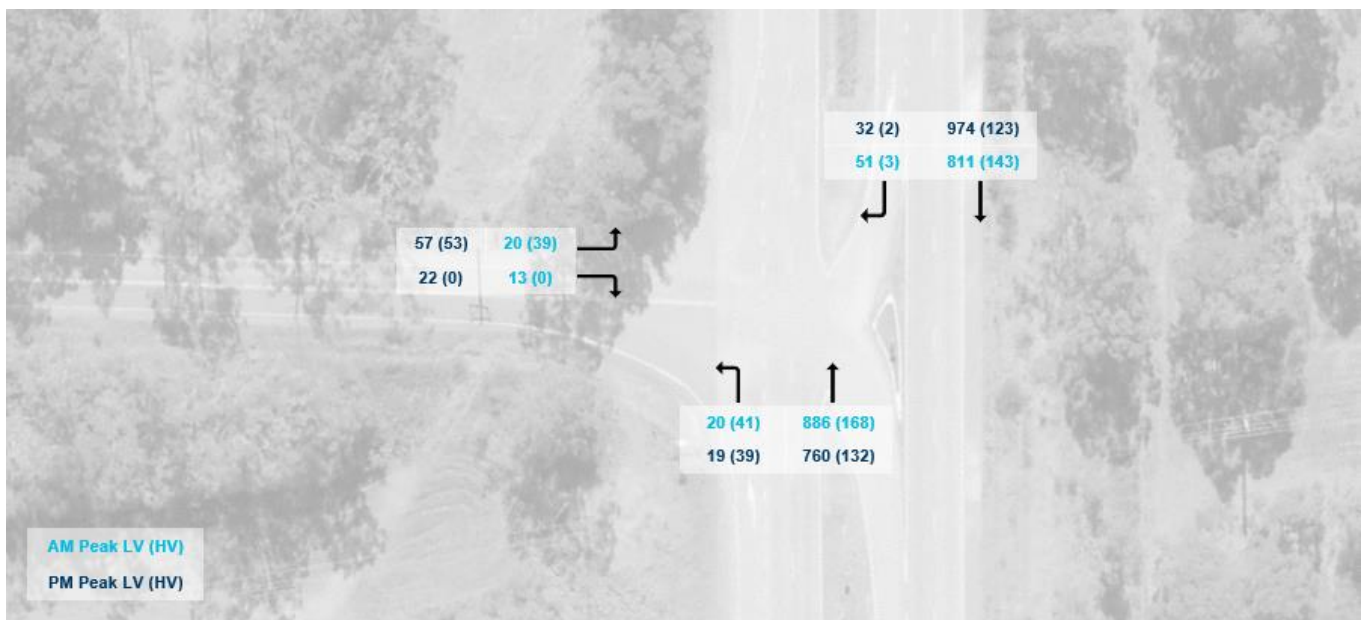 32 (2) 974 (123)
51 (3) 811 (143)
57 (53) 20 (39)
22 (0) 13 (0)
20 (41) 886 (168)
19 (39) 760 (132)
AM Peak LV (HV)
PM Peak LV (HV)